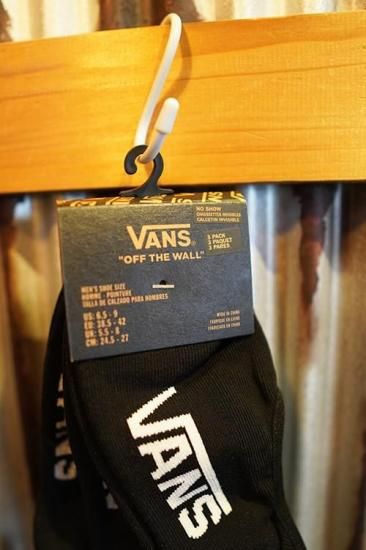 NO SHOW
CHAUSSETTES INVISIBLES
CALCETIN INVISIBLE
VANS
"OFF THE WALL"
3 PACK
3 PAQUET
3 PARES
MEN'S SHOE SIZE
HOMME - POINTURE
TALLA DE CALZADO PARA HOMBRES
US: 6.5 - 9
EU: 38.5 - 42
UK: 5.5 - 8
CM: 24.5 - 27
MADE IN CHINA
FABRIQUÉ EN CHINE
FABRICADO EN CHINA
VANS